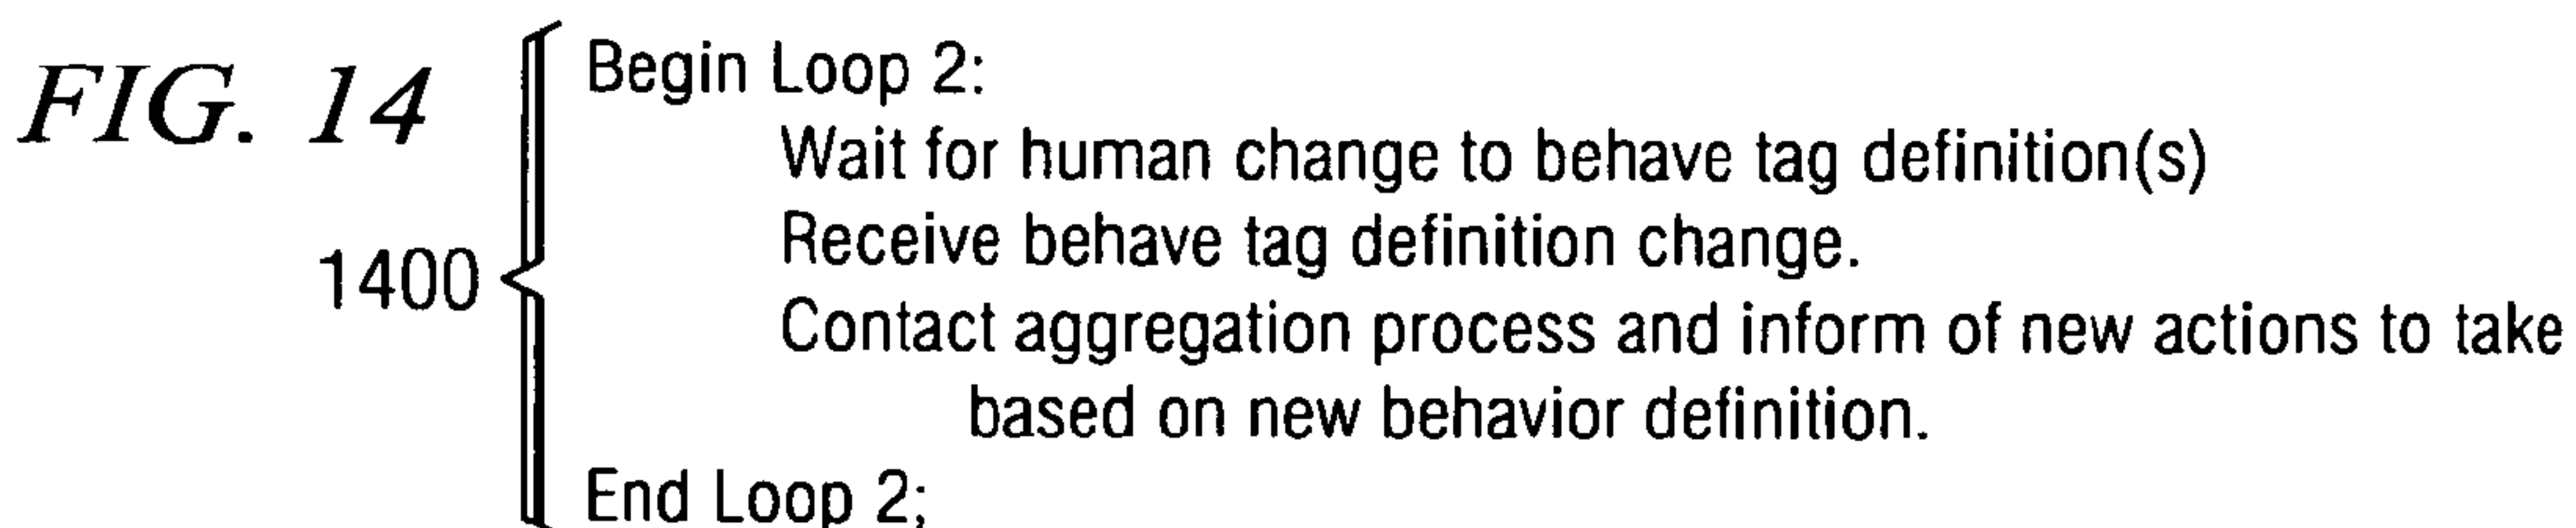 FIG. 14
Begin Loop 2:
Wait for human change to behave tag definition(s)
Receive behave tag definition change.
1400
Contact aggregation process and inform of new actions to take
based on new behavior definition.
End Loop 2;